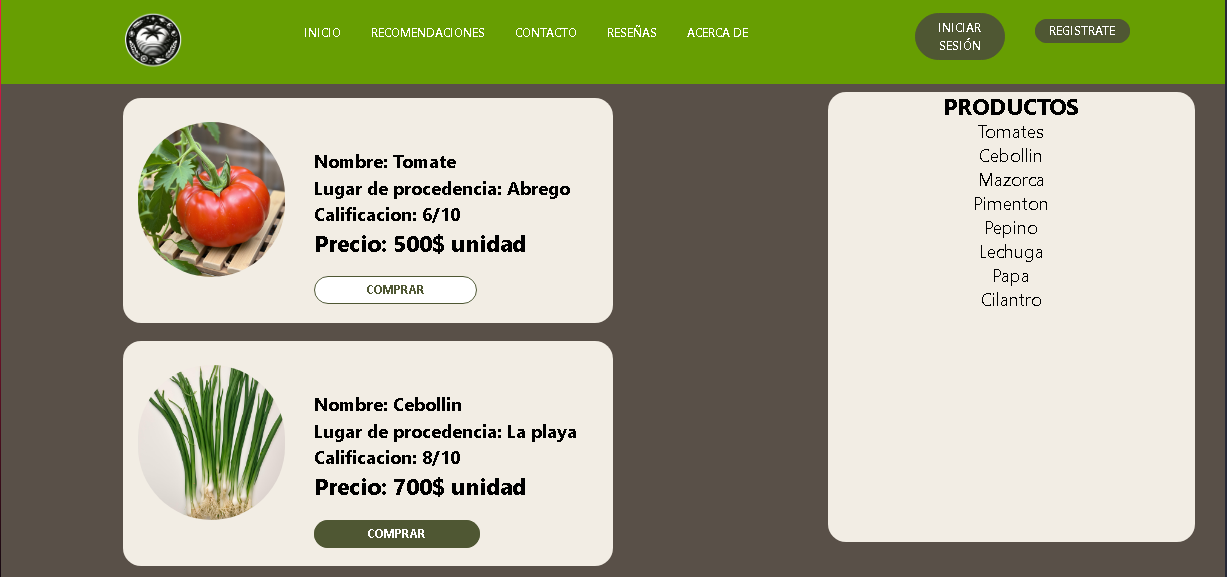 INICIO
RECOMENDACIONES
CONTACTO
RESEÑAS
ACERCA DE
INICIAR
SESIÓN
REGISTRATE
Nombre: Tomate
Lugar de procedencia: Abrego
Calificacion: 6/10
Precio: 500$ unidad
COMPRAR
Nombre: Cebollin
Lugar de procedencia: La playa
Calificacion: 8/10
Precio: 700$ unidad
COMPRAR
PRODUCTOS
Tomates
Cebollin
Mazorca
Pimenton
Pepino
Lechuga
Papa
Cilantro